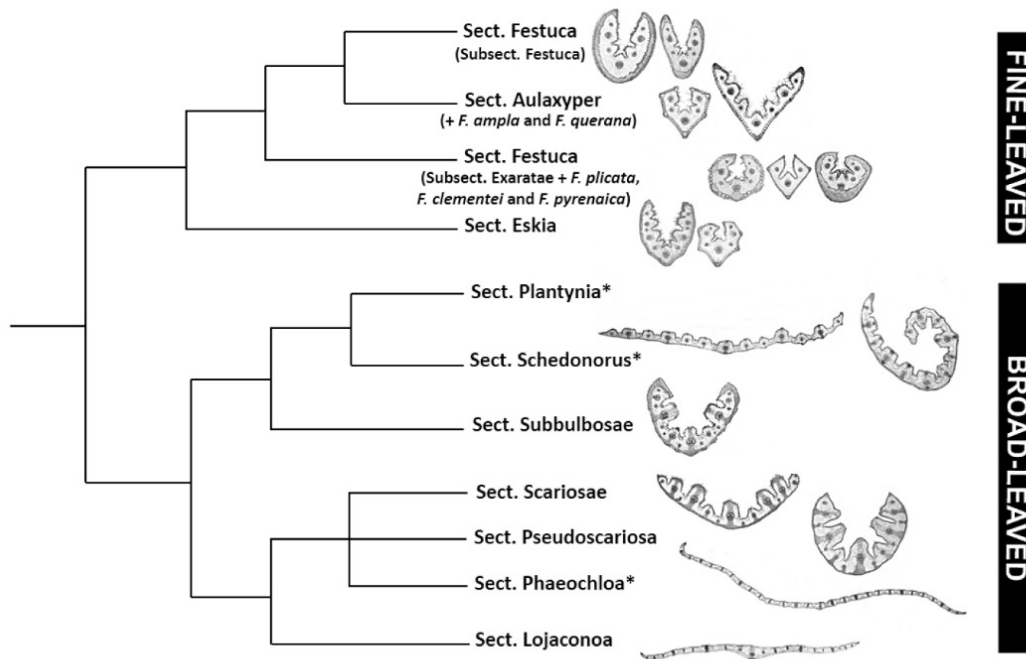 Sect. Festuca
(Subsect. Festuca)
Sect. Aulaxyper
(+ F. ampla and F. querana)
Sect. Festuca
(Subsect. Exaratae + F. plicata,
F. clementei and F. pyrenaica)
Sect. Eskia
FINE-LEAVED
Sect. Plantynia*
Sect. Schedonorus*
Sect. Subbulbosae
Sect. Scariosae
Sect. Pseudoscariosa
Sect. Phaeochloa*
Sect. Lojaconoa
BROAD-LEAVED